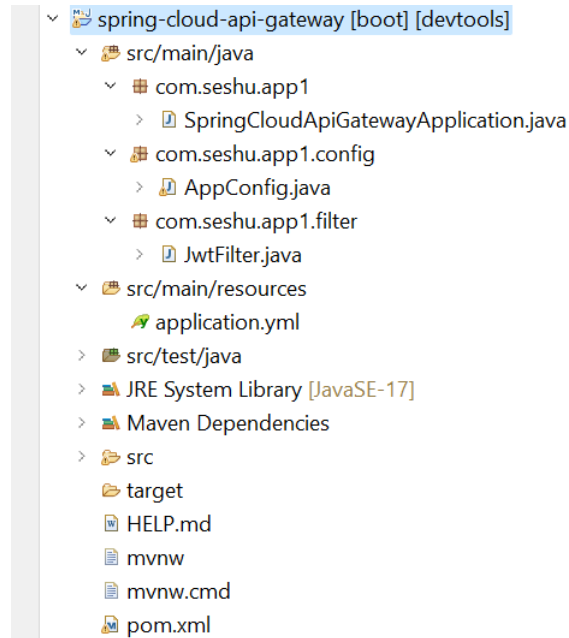 spring-cloud-api-gateway [boot] [devtools]
src/main/java
com.seshu.app1
SpringCloudApiGatewayApplication.java
com.seshu.app1.config
AppConfig.java
com.seshu.app1.filter
JwtFilter.java
src/main/resources
application.yml
src/test/java
JRE System Library [JavaSE-17]
Maven Dependencies
src
target
HELP.md
mvnw
mvnw.cmd
pom.xml